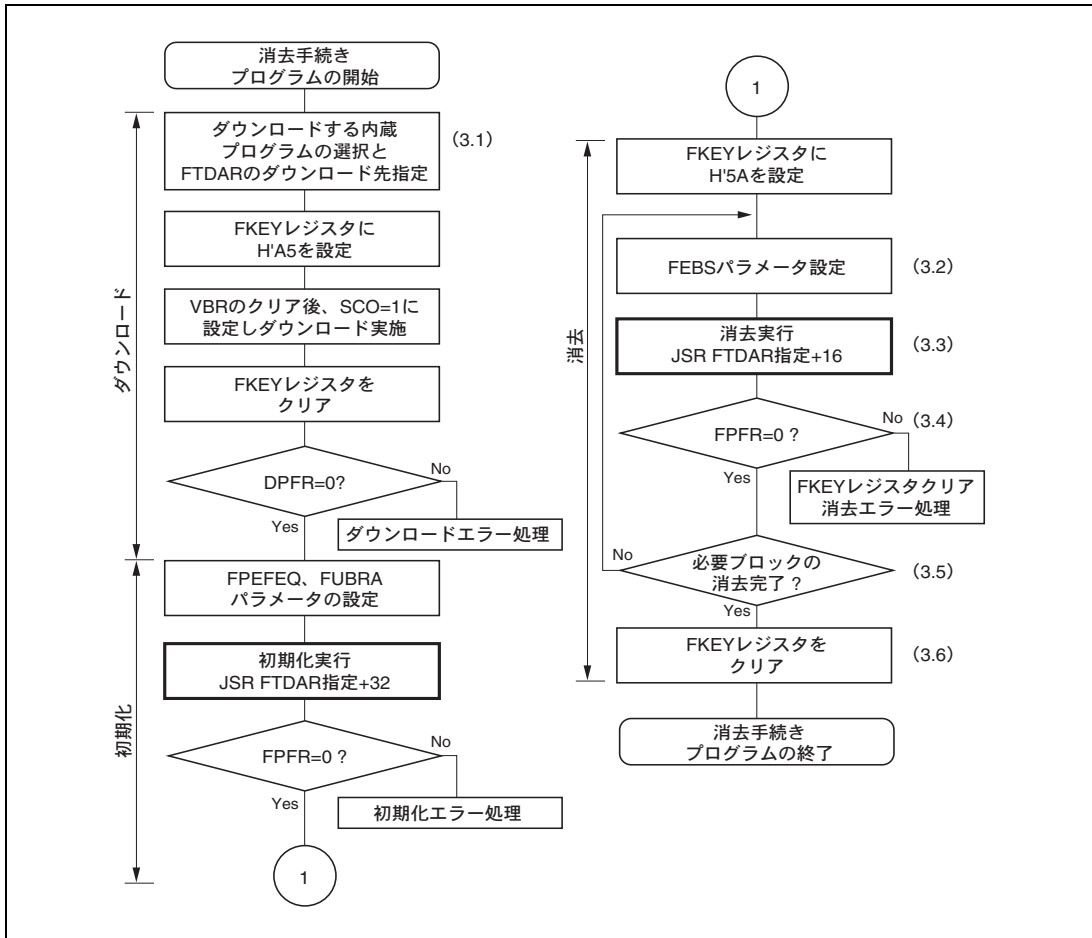 消去手続き
プログラムの開始
ダウンロード
ダウンロードする内蔵
プログラムの選択と
FTDARのダウンロード先指定
(3.1)
FKEYレジスタに
H'A5を設定
VBRのクリア後、SCO=1に
設定しダウンロード実施
FKEYレジスタを
クリア
DPFR=0?
No
Yes
ダウンロードエラー処理
初期化
FPEFEQ、FUBRA
パラメータの設定
初期化実行
JSR FTDAR指定+32
FPFR=0 ?
No
Yes
初期化エラー処理
1
1
消去
FKEYレジスタに
H'5Aを設定
FEBSパラメータ設定
(3.2)
消去実行
JSR FTDAR指定+16
(3.3)
FPFR=0 ?
No
(3.4)
Yes
FKEYレジスタクリア
消去エラー処理
No
必要ブロックの
消去完了 ?
(3.5)
Yes
FKEYレジスタを
クリア
(3.6)
消去手続き
プログラムの終了